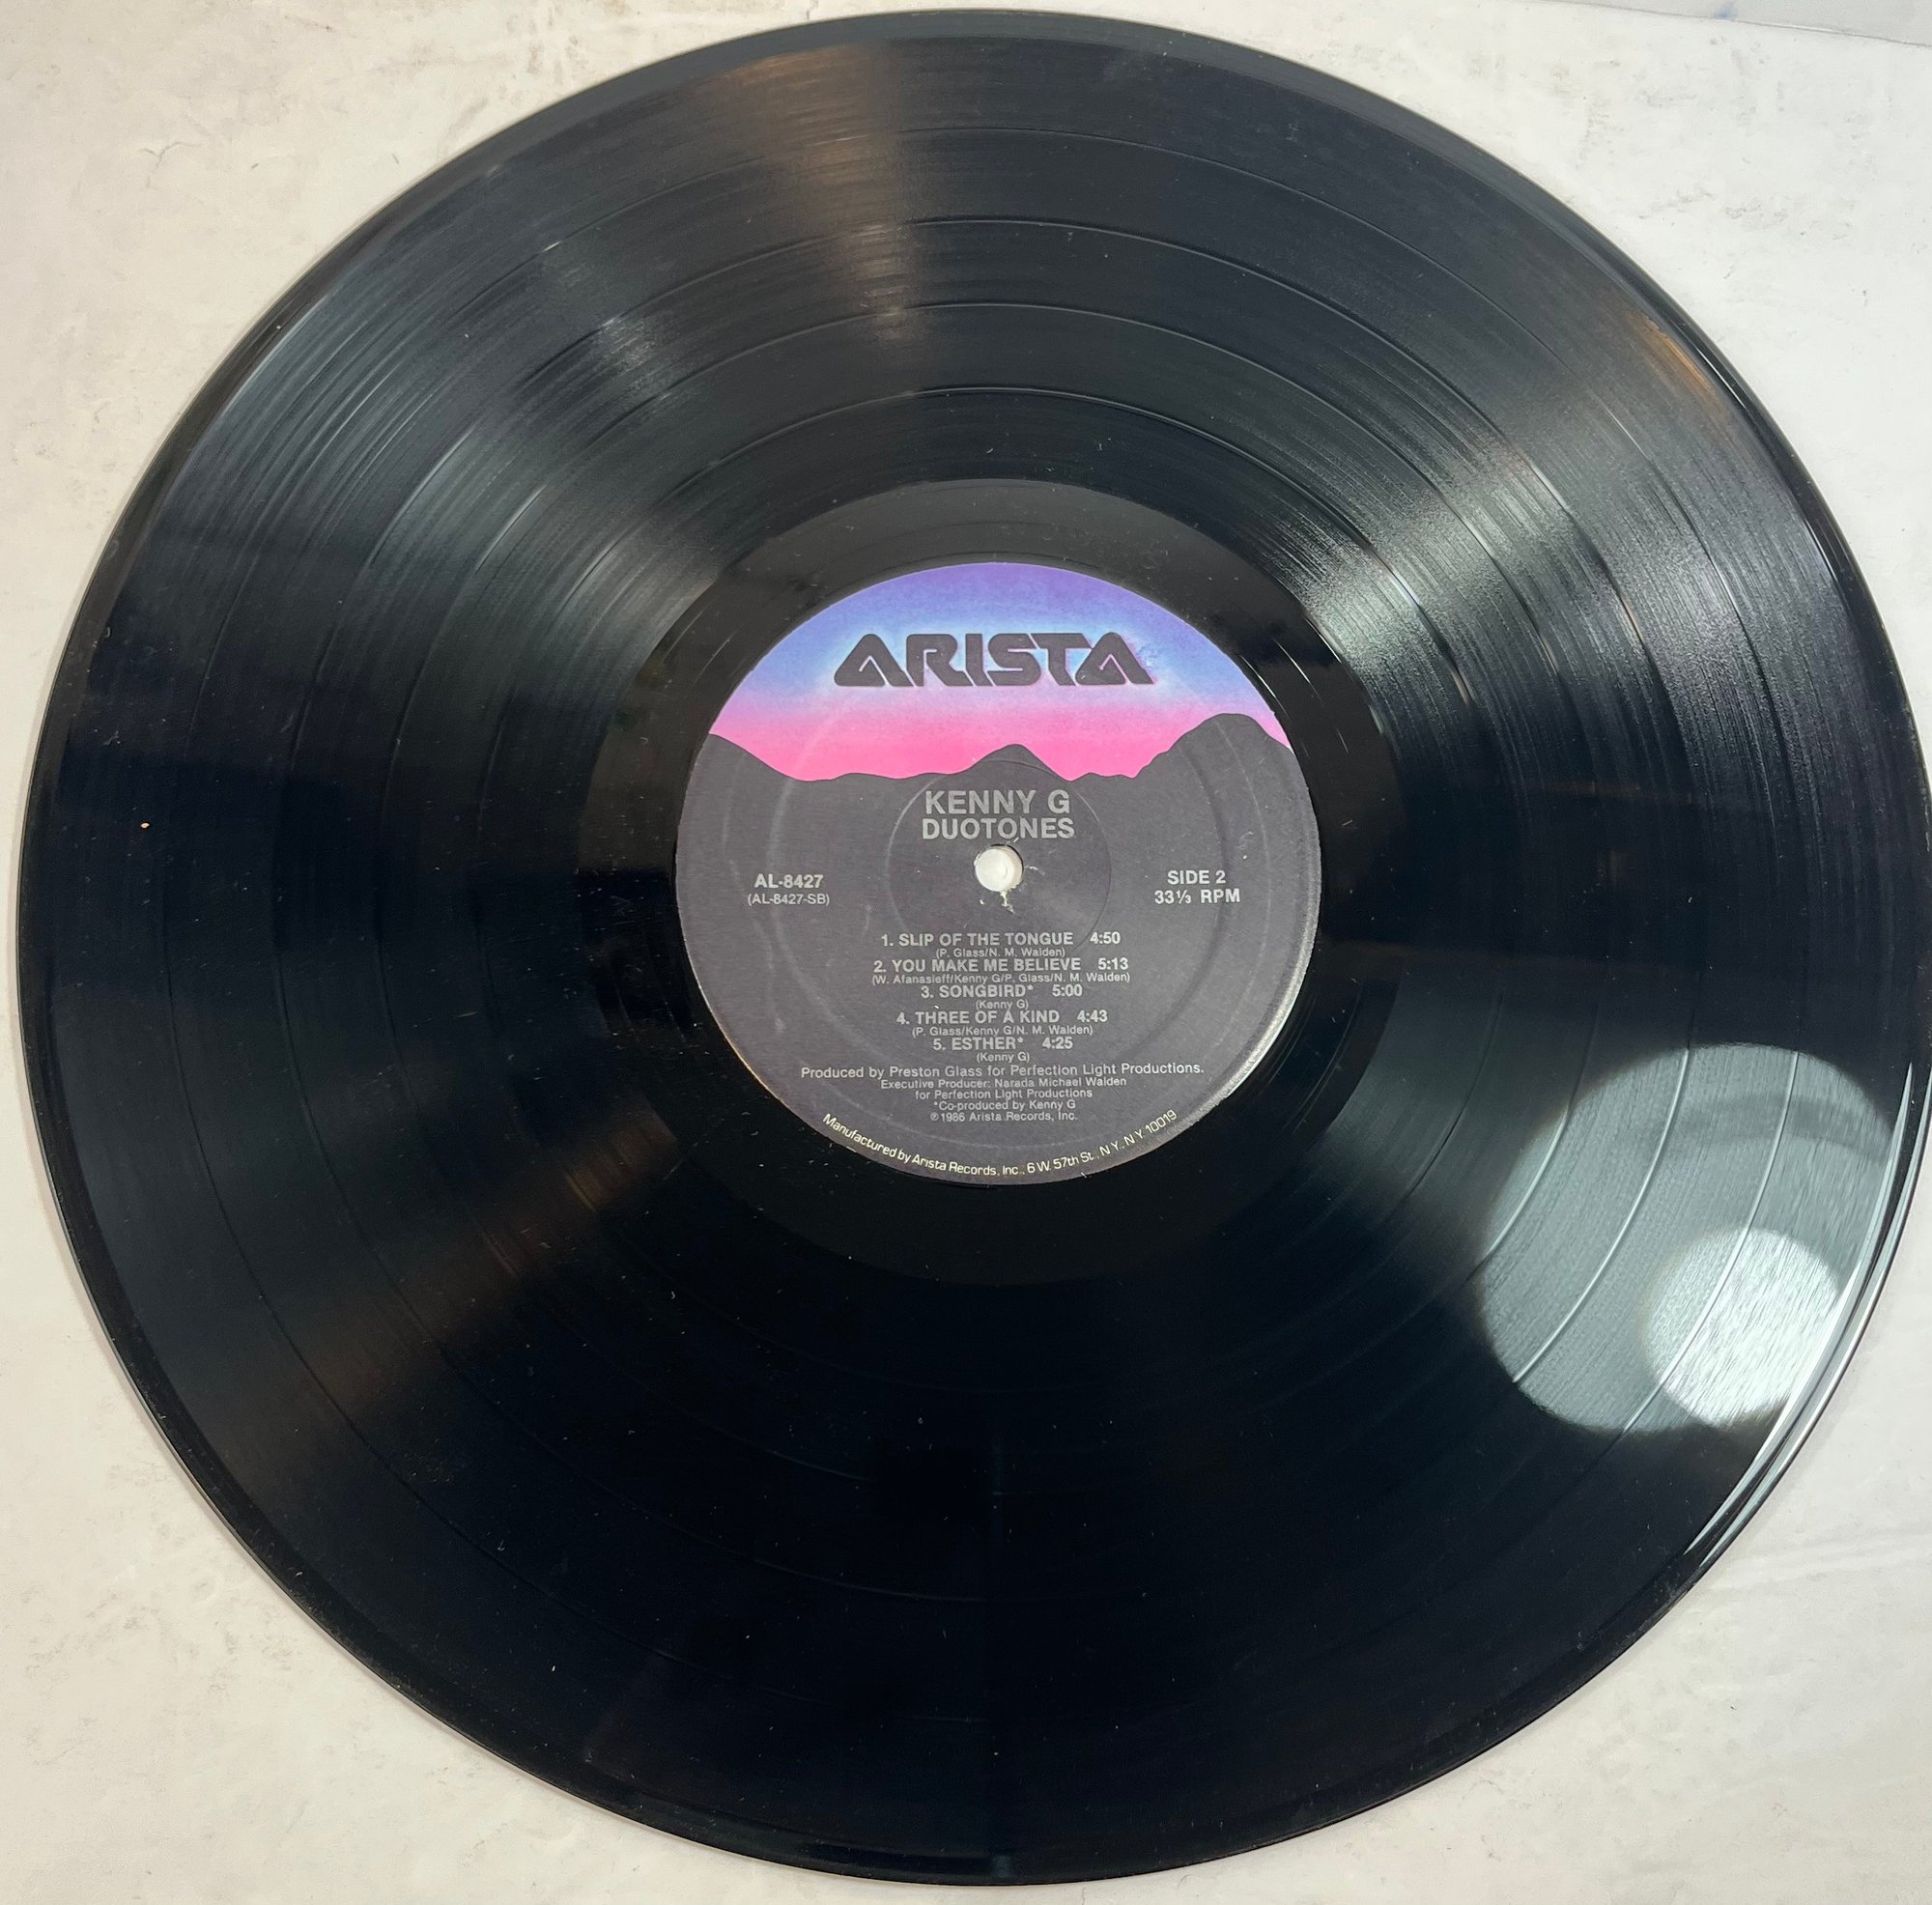 ARISTA
KENNY G
DUOTONES
AL-8427
(AL-8427-SB)
SIDE 2
33⅓ RPM
1. SLIP OF THE TONGUE 4:50
(P. Glass/N. M. Walden)
2. YOU MAKE ME BELIEVE 5:13
(W. Afanasieff/Kenny G/P. Glass/N. M. Walden)
3. SONGBIRD* 5:00
(Kenny G)
4. THREE OF A KIND 4:43
(P. Glass/Kenny G/N. M. Walden)
5. ESTHER* 4:25
(Kenny G)
Produced by Preston Glass for Perfection Light Productions.
Executive Producer: Narada Michael Walden
for Perfection Light Productions
*Co-produced by Kenny G
℗1986 Arista Records, Inc.
Manufactured by Arista Records, Inc., 6 W. 57th St., N.Y., N.Y. 10019